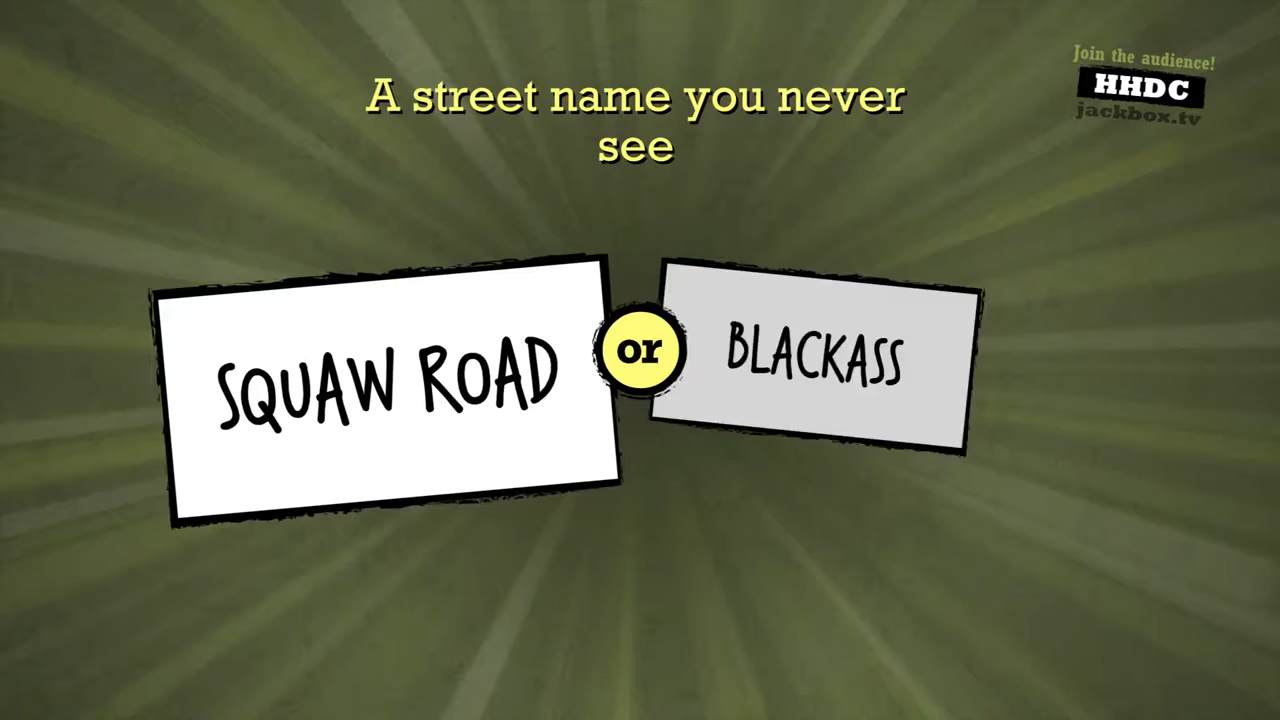 Join the audience!
HHDC
jackbox.tv
A street name you never
see
SQUAW ROAD
or
BLACKASS